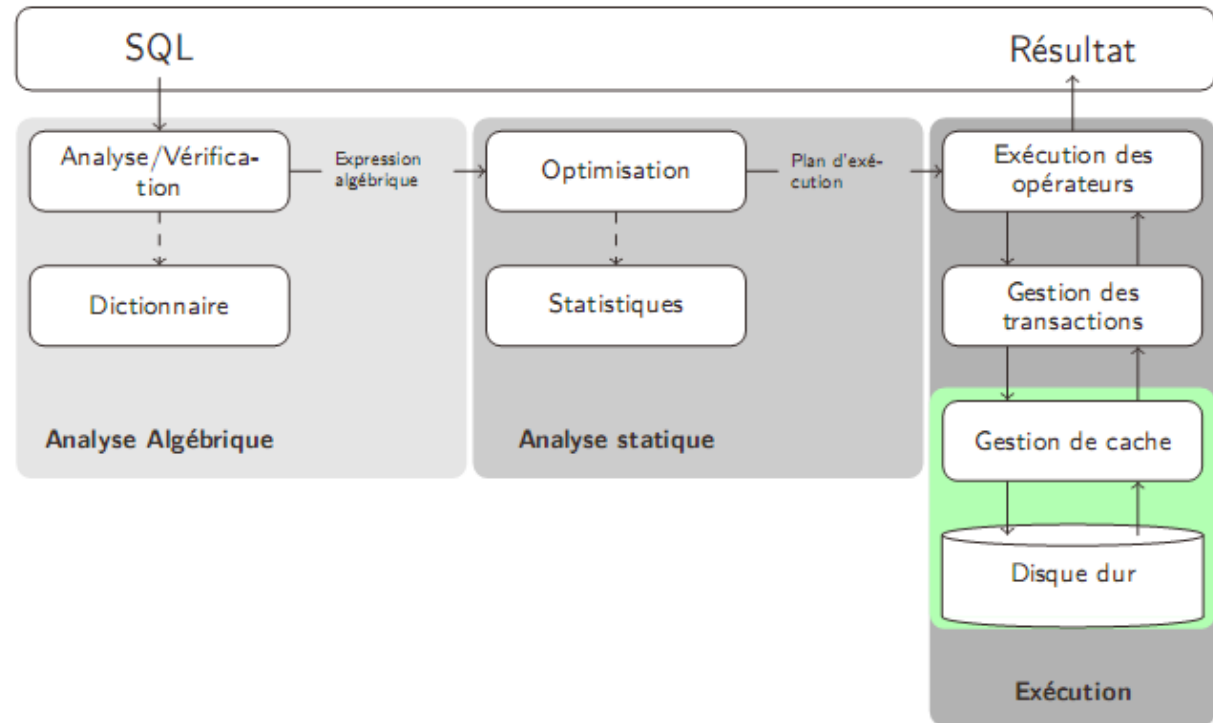 SQL
Résultat
Analyse/Vérifica-
tion
Expression
algébrique
Optimisation
Plan d'exé-
cution
Exécution des
opérateurs
Dictionnaire
Statistiques
Gestion des
transactions
Analyse Algébrique
Analyse statique
Gestion de cache
Disque dur
Exécution